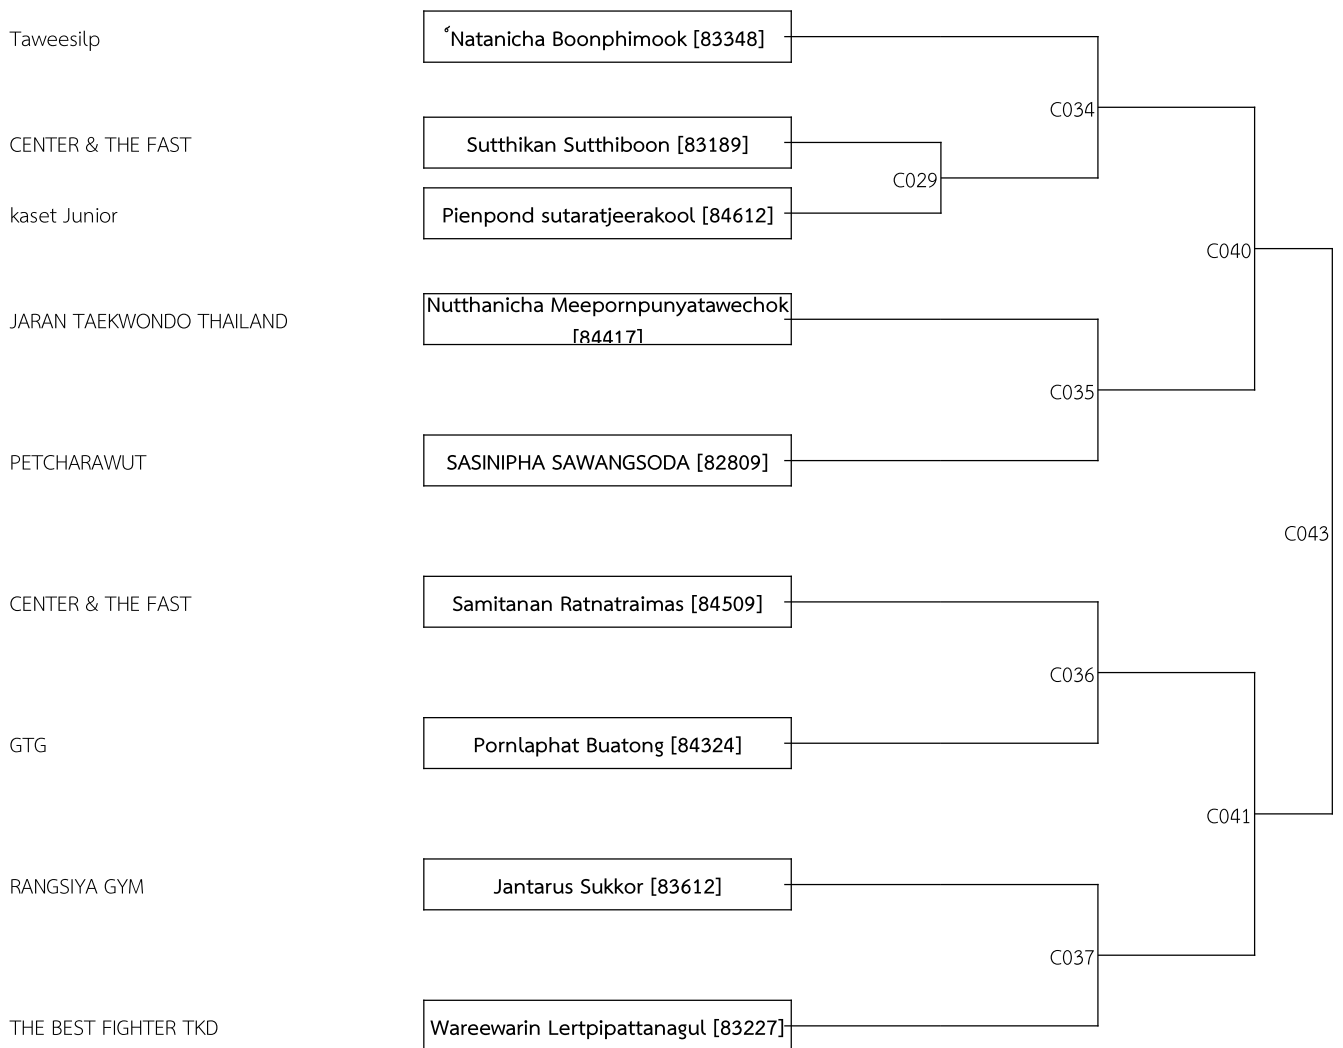 Taweesilp
์Natanicha Boonphimook [83348]
C034
CENTER & THE FAST
Sutthikan Sutthiboon [83189]
C029
kaset Junior
Pienpond sutaratjeerakool [84612]
C040
JARAN TAEKWONDO THAILAND
Nutthanicha Meepornpunyatawechok
[84417]
C035
PETCHARAWUT
SASINIPHA SAWANGSODA [82809]
C043
CENTER & THE FAST
Samitanan Ratnatraimas [84509]
C036
GTG
Pornlaphat Buatong [84324]
C041
RANGSIYA GYM
Jantarus Sukkor [83612]
C037
THE BEST FIGHTER TKD
Wareewarin Lertpipattanagul [83227]